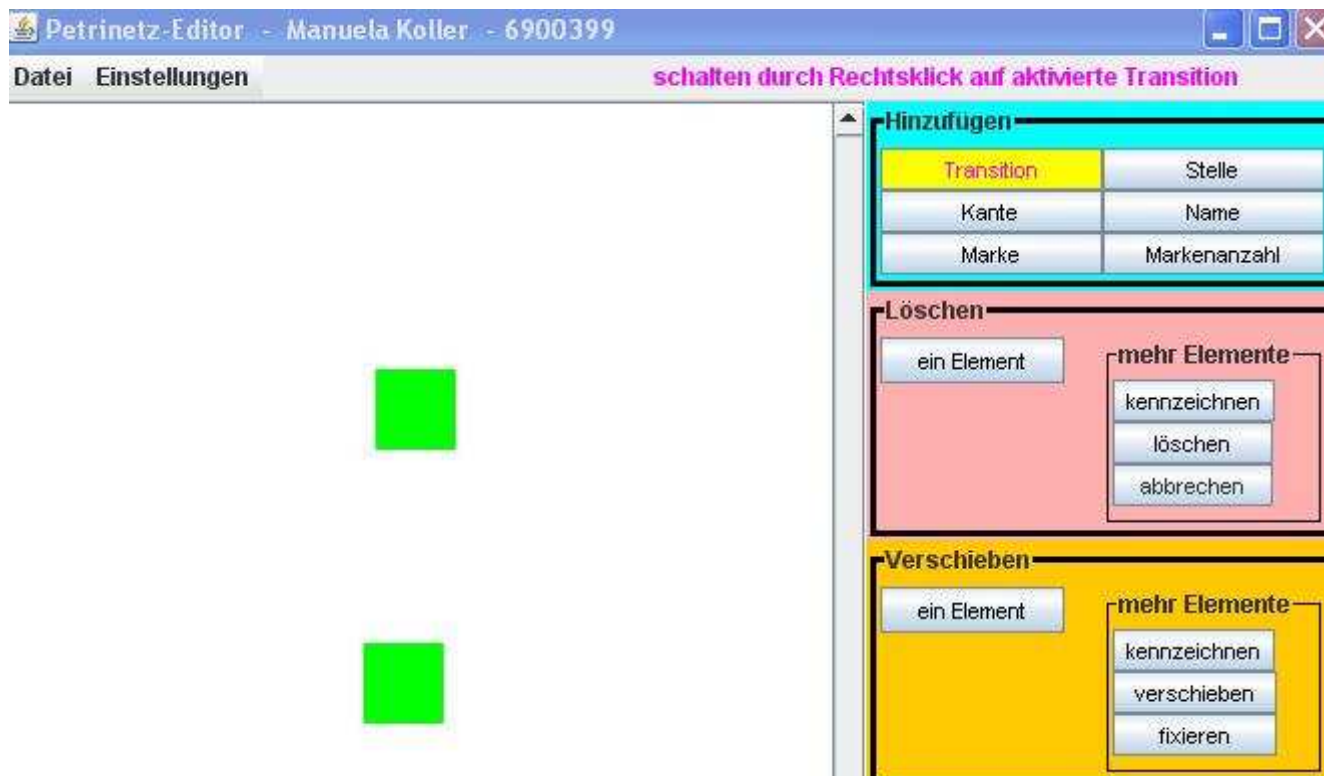 Petrinetz-Editor - Manuela Koller - 6900399
Datei Einstellungen
schalten durch Rechtsklick auf aktivierte Transition
Hinzufügen
Transition Stelle
Kante Name
Marke Markenanzahl
Löschen
ein Element
mehr Elemente
kennzeichnen
löschen
abbrechen
Verschieben
ein Element
mehr Elemente
kennzeichnen
verschieben
fixieren